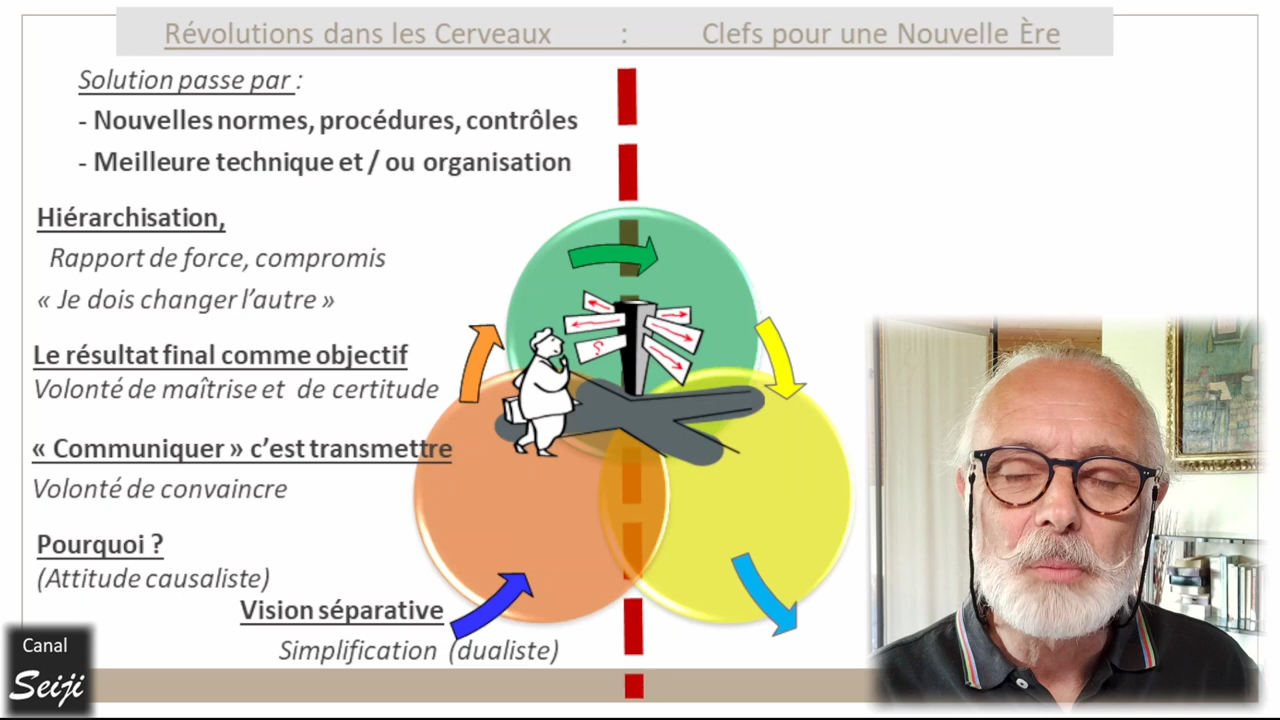 Révolutions dans les Cerveaux : Clefs pour une Nouvelle Ère
Solution passe par :
- Nouvelles normes, procédures, contrôles
- Meilleure technique et / ou organisation
Hiérarchisation,
Rapport de force, compromis
« Je dois changer l'autre »
Le résultat final comme objectif
Volonté de maîtrise et de certitude
« Communiquer » c'est transmettre
Volonté de convaincre
Pourquoi ?
(Attitude causaliste)
Vision séparative
Simplification (dualiste)
Canal
Seiji